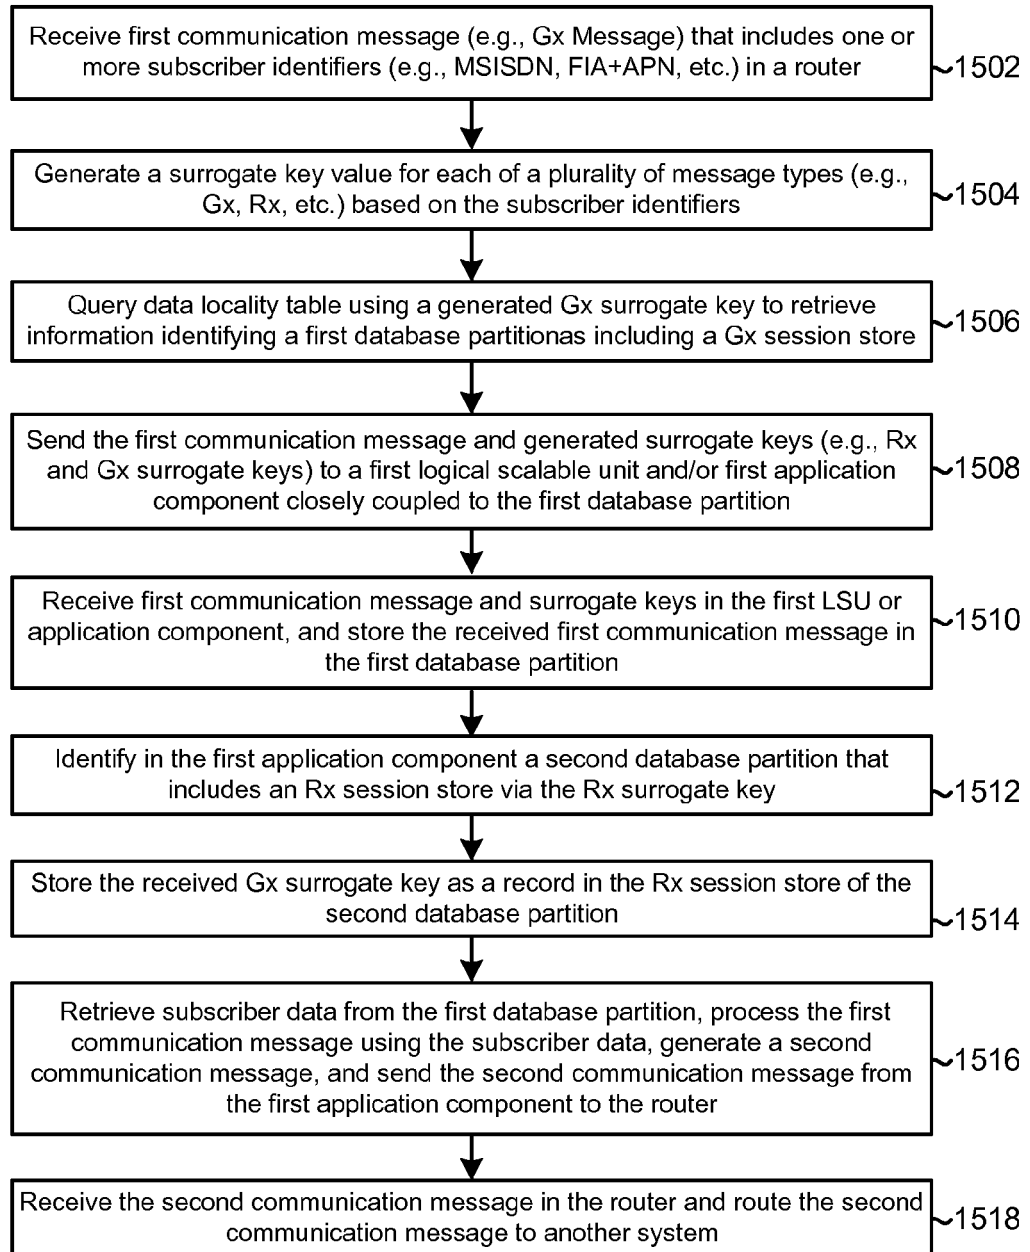 Receive first communication message (e.g., Gx Message) that includes one or
more subscriber identifiers (e.g., MSISDN, FIA+APN, etc.) in a router
1502
Generate a surrogate key value for each of a plurality of message types (e.g.,
Gx, Rx, etc.) based on the subscriber identifiers
1504
Query data locality table using a generated Gx surrogate key to retrieve
information identifying a first database partitionas including a Gx session store
1506
Send the first communication message and generated surrogate keys (e.g., Rx
and Gx surrogate keys) to a first logical scalable unit and/or first application
component closely coupled to the first database partition
1508
Receive first communication message and surrogate keys in the first LSU or
application component, and store the received first communication message in
the first database partition
1510
Identify in the first application component a second database partition that
includes an Rx session store via the Rx surrogate key
1512
Store the received Gx surrogate key as a record in the Rx session store of the
second database partition
1514
Retrieve subscriber data from the first database partition, process the first
communication message using the subscriber data, generate a second
communication message, and send the second communication message from
the first application component to the router
1516
Receive the second communication message in the router and route the second
communication message to another system
1518